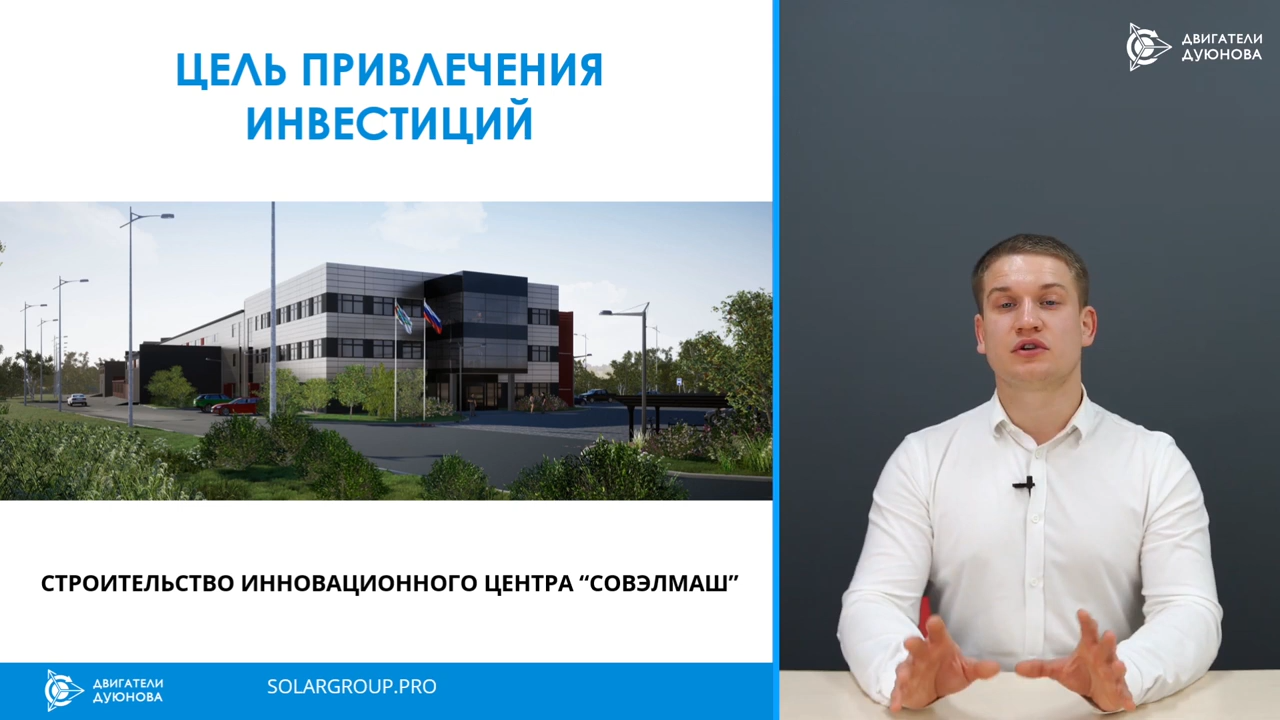 ЦЕЛЬ ПРИВЛЕЧЕНИЯ
ИНВЕСТИЦИЙ
СТРОИТЕЛЬСТВО ИННОВАЦИОННОГО ЦЕНТРА “СОВЭЛМАШ”
ДВИГАТЕЛИ
ДУЮНОВА
SOLARGROUP.PRO
ДВИГАТЕЛИ
ДУЮНОВА